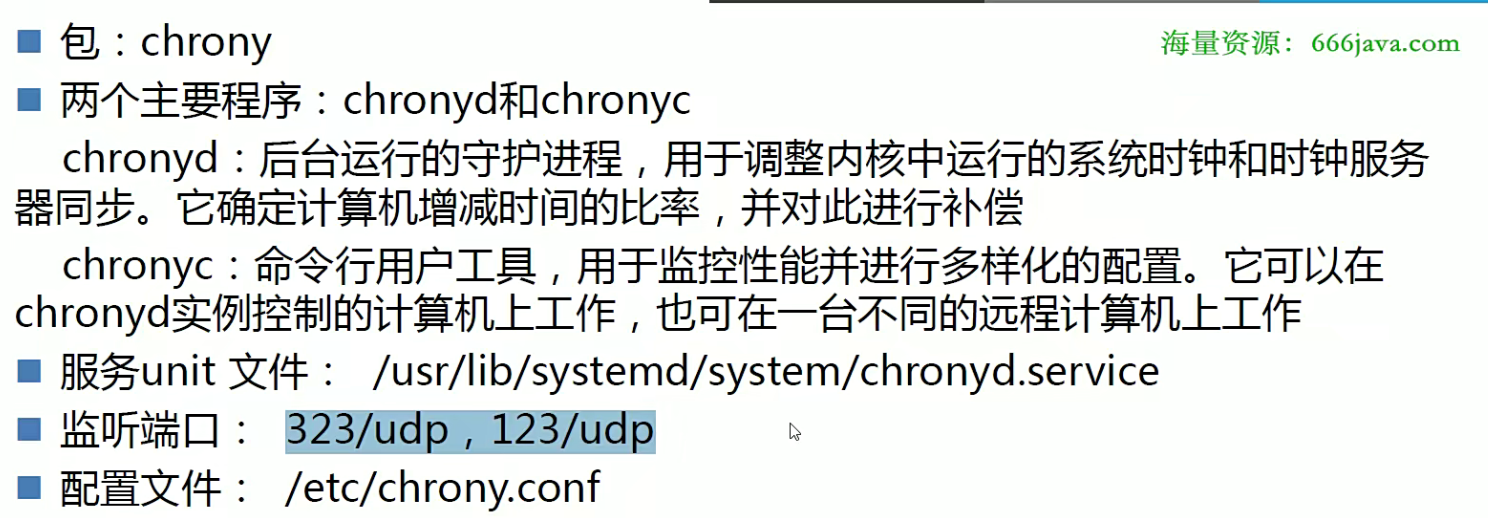 包：chrony
海量资源：666java.com
两个主要程序：chronyd和chronyc
chronyd：后台运行的守护进程，用于调整内核中运行的系统时钟和时钟服务
器同步。它确定计算机增减时间的比率，并对此进行补偿
chronyc：命令行用户工具，用于监控性能并进行多样化的配置。它可以在
chronyd实例控制的计算机上工作，也可在一台不同的远程计算机上工作
服务unit 文件： /usr/lib/systemd/system/chronyd.service
监听端口： 323/udp，123/udp
配置文件： /etc/chrony.conf